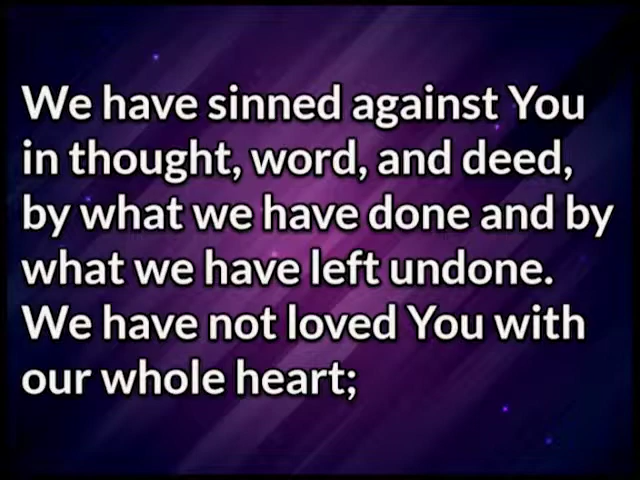 We have sinned against You
in thought, word, and deed,
by what we have done and by
what we have left undone.
We have not loved You with
our whole heart;